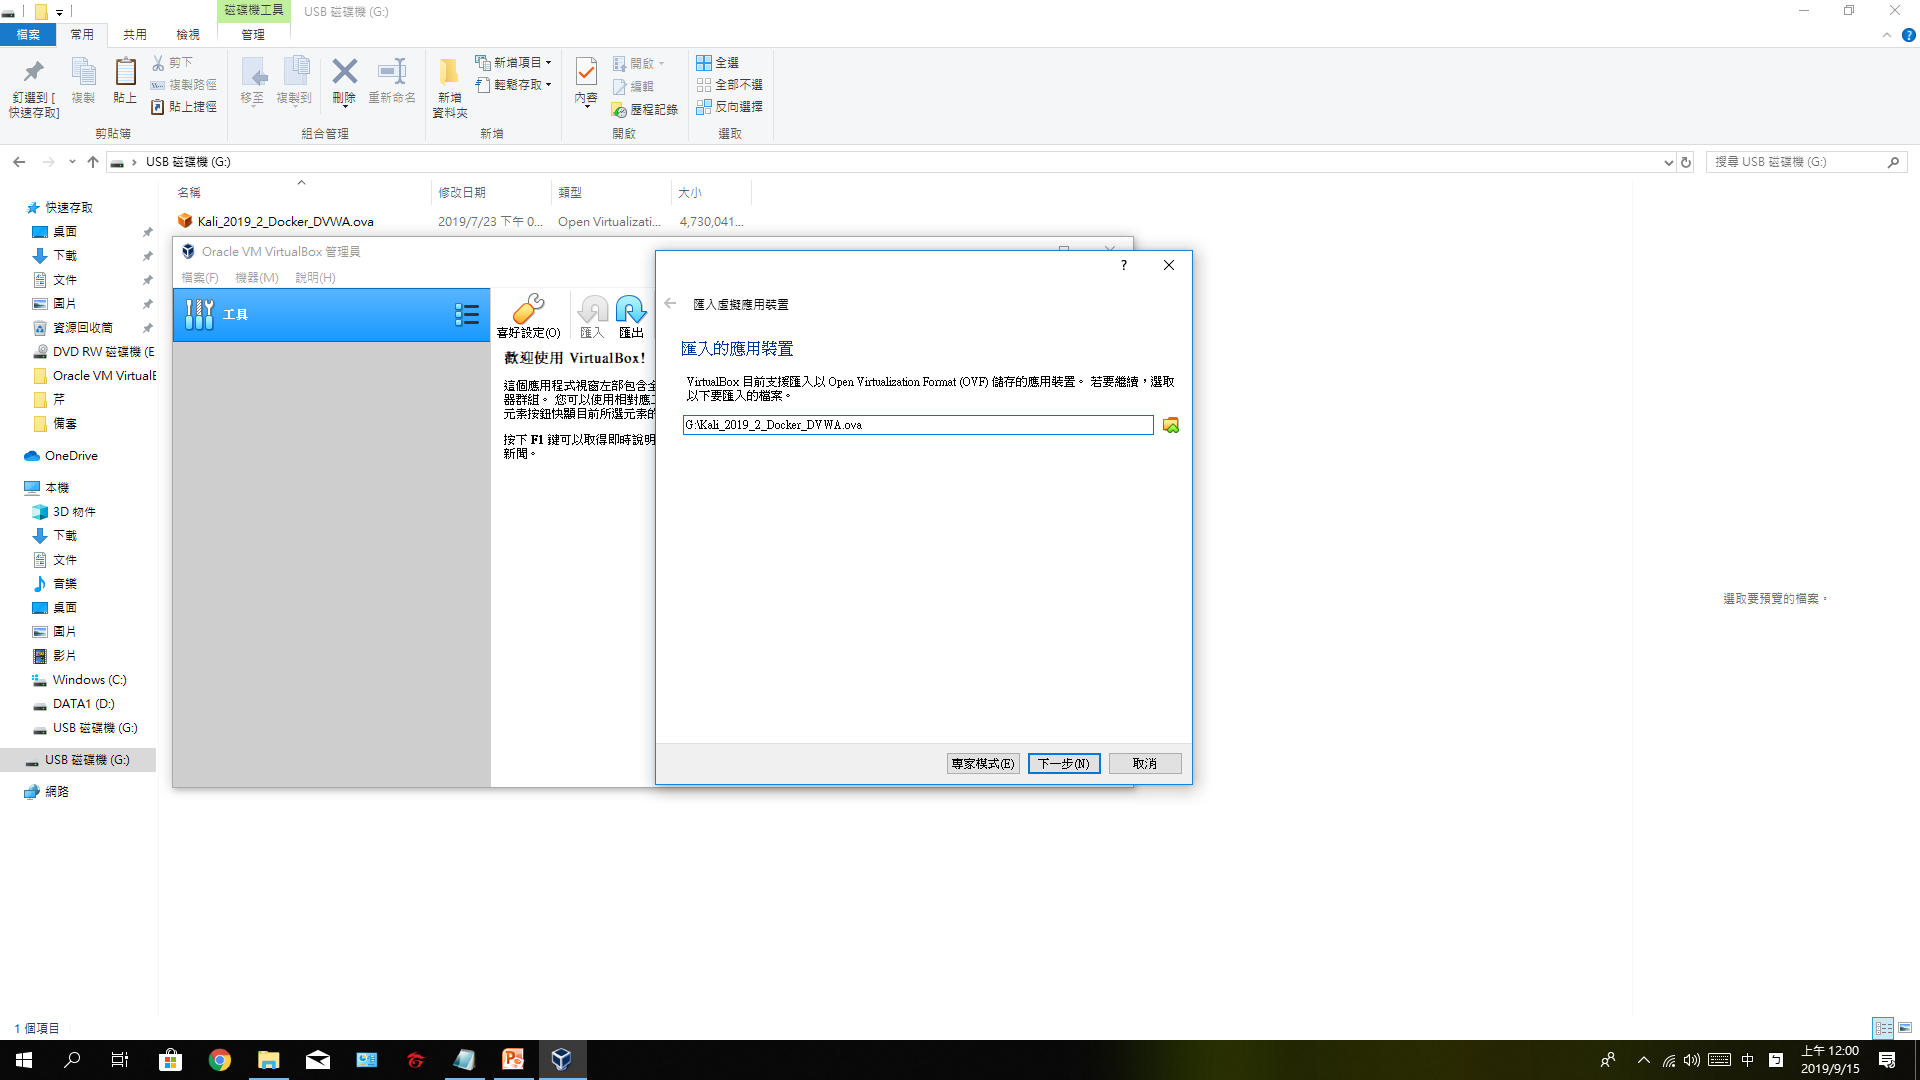 磁碟機工具
USB 磁碟機 (G:)
檔案
常用
共用
檢視
管理
釘選到 [
快速存取]
複製
貼上
剪下
複製路徑
貼上捷徑
剪貼簿
移至
複製到
刪除
重新命名
組合管理
新增
資料夾
新增項目
輕鬆存取
新增
內容
開啟
編輯
歷程記錄
開啟
全選
全部不選
反向選擇
選取
USB 磁碟機 (G:)
搜尋 USB 磁碟機 (G:)
名稱
修改日期
類型
大小
Kali_2019_2_Docker_DVWA.ova
2019/7/23 下午 0...
Open Virtualizati...
4,730,041...
快速存取
桌面
下載
文件
圖片
資源回收筒
DVD RW 磁碟機 (E
Oracle VM VirtualB
芹
備審
OneDrive
本機
3D 物件
下載
文件
音樂
桌面
圖片
影片
Windows (C:)
DATA1 (D:)
USB 磁碟機 (G:)
USB 磁碟機 (G:)
網路
Oracle VM VirtualBox 管理員
檔案(F)
機器(M)
說明(H)
工具
喜好設定(O)
匯入
匯出
歡迎使用 VirtualBox!
這個應用程式視窗左部包含全
器群組。 您可以使用相對應工
元素按鈕快顯目前所選元素的
按下 F1 鍵可以取得即時說明
新聞。
?
匯入虛擬應用裝置
匯入的應用裝置
VirtualBox 目前支援匯入以 Open Virtualization Format (OVF) 儲存的應用裝置。 若要繼續，選取
以下要匯入的檔案。
G:\Kali_2019_2_Docker_DVWA.ova
專家模式(E)
下一步(N)
取消
選取要預覽的檔案。
1 個項目
中
上午 12:00
2019/9/15